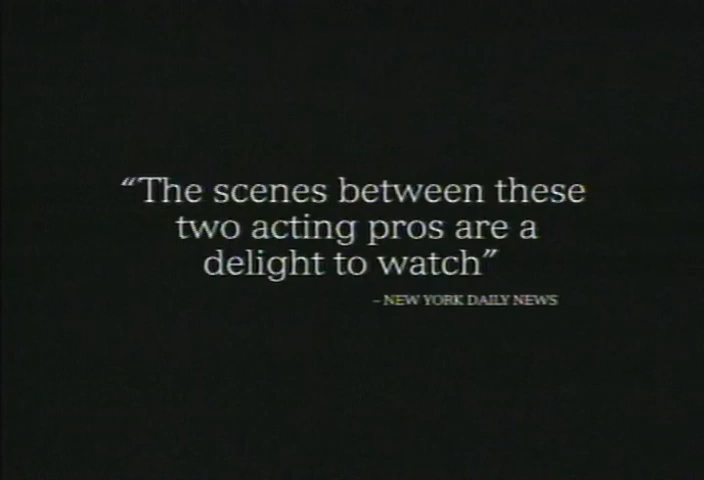 “The scenes between these
two acting pros are a
delight to watch”
– NEW YORK DAILY NEWS